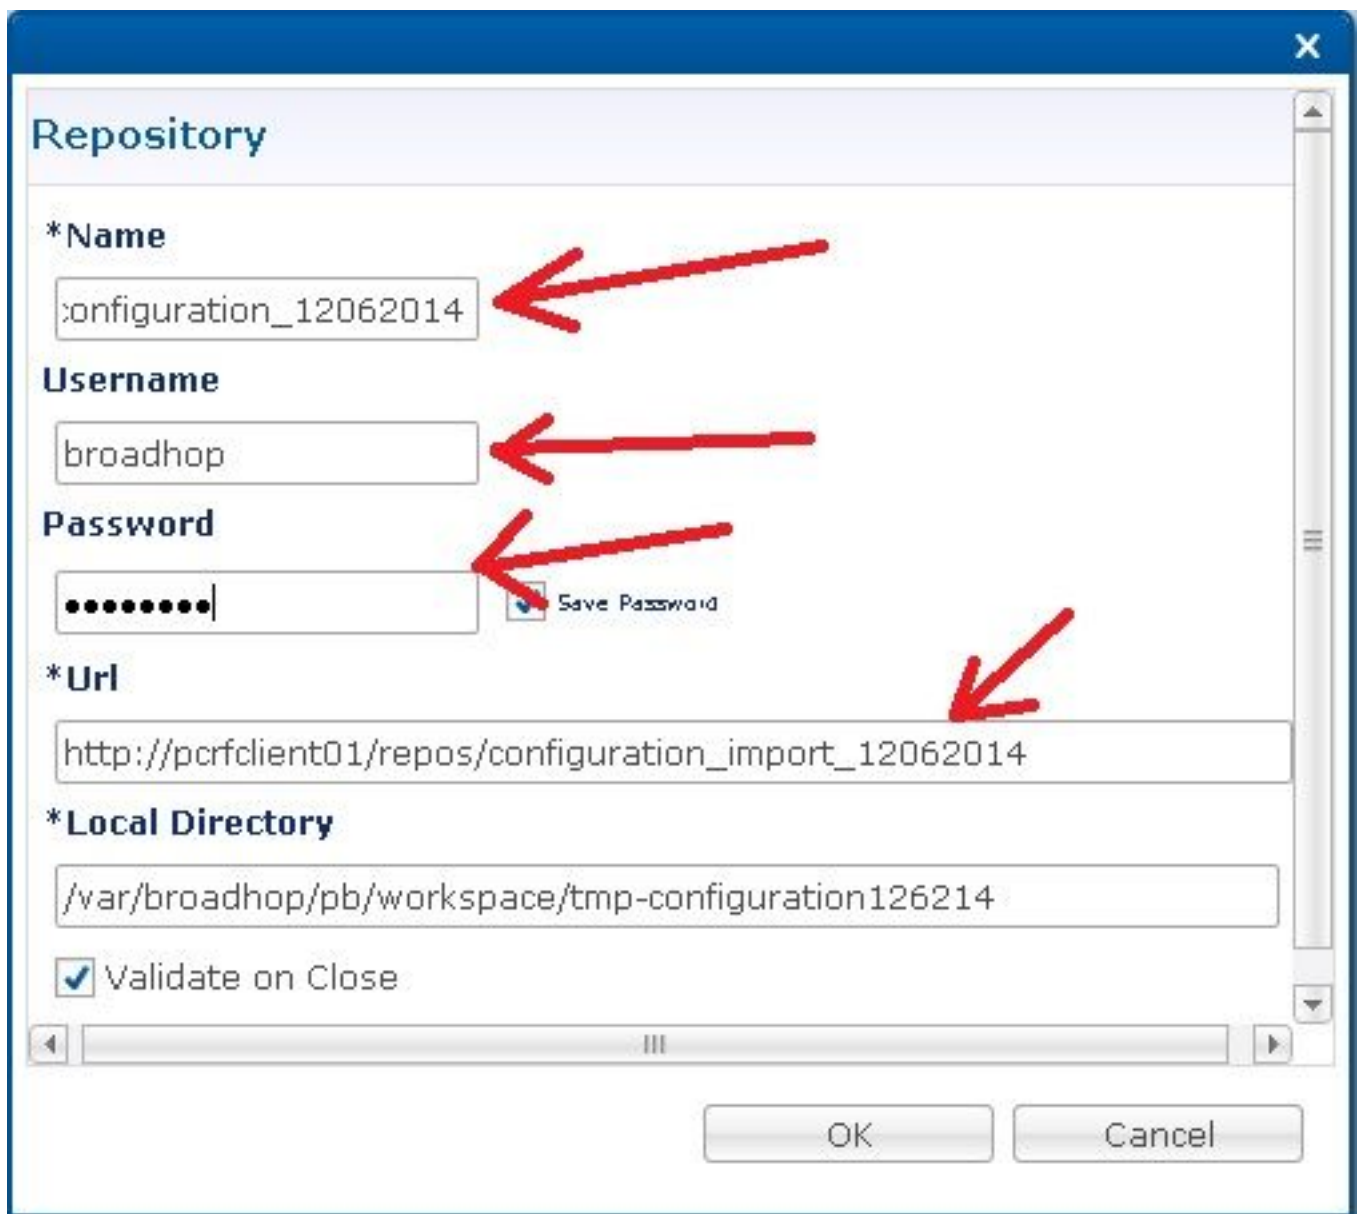 Repository
*Name
configuration_12062014
Username
broadhop
Password
••••••••
Save Password
*Url
http://pcrfclient01/repos/configuration_import_12062014
*Local Directory
/var/broadhop/pb/workspace/tmp-configuration126214
Validate on Close
OK
Cancel